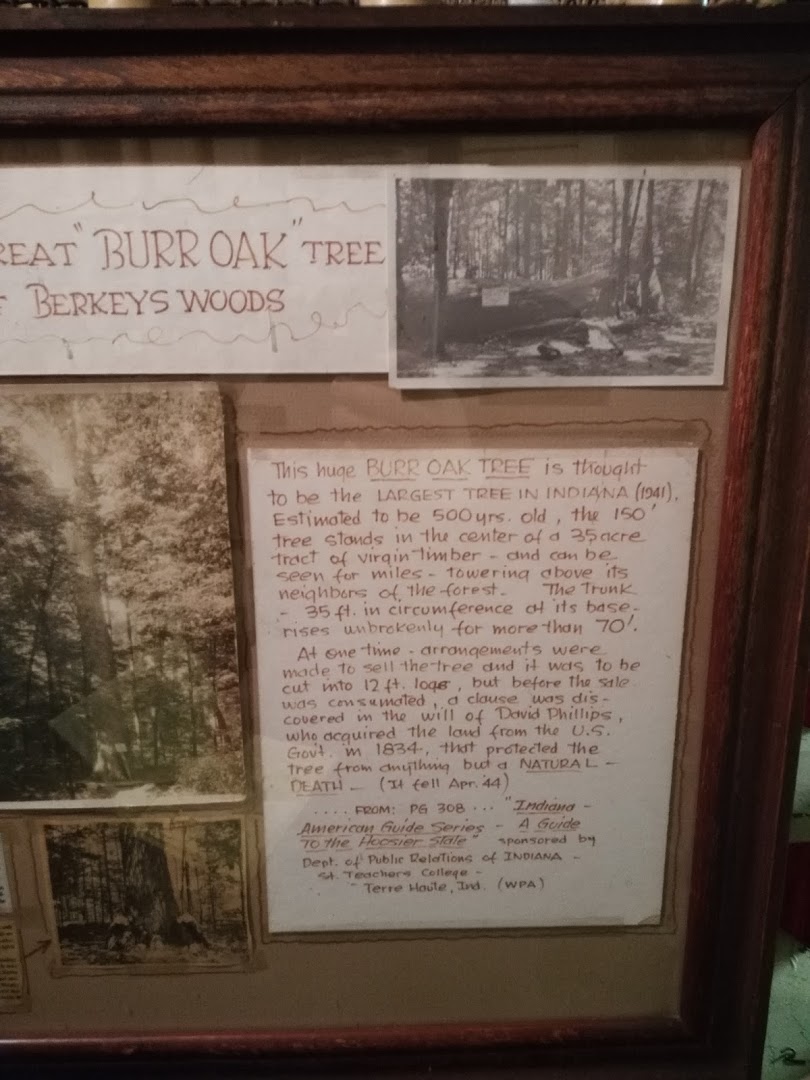 REAT "BURR OAK" TREE
F BERKEYS WOODS
This huge BURR OAK TREE is thought
to be the LARGEST TREE IN INDIANA (1941).
Estimated to be 500 yrs. old, the 150'
tree stands in the center of a 35 acre
tract of virgin timber - and can be
seen for miles - towering above its
neighbors of the forest. The Trunk
- 35 ft. in circumference at its base -
rises unbrokenly for more than 70'.
At one time - arrangements were
made to sell the tree and it was to be
cut into 12 ft. logs, but before the sale
was consumated, a clause was dis-
covered in the will of David Phillips,
who acquired the land from the U.S.
Govt. in 1834, that protected the
tree from anything but a NATURAL -
DEATH - (It fell Apr. 44)
.... FROM: PG 308 ... "Indiana -
American Guide Series - A Guide
To the Hoosier State" sponsored by
Dept. of Public Relations of INDIANA -
St. Teachers College -
Terre Haute, Ind. (WPA)